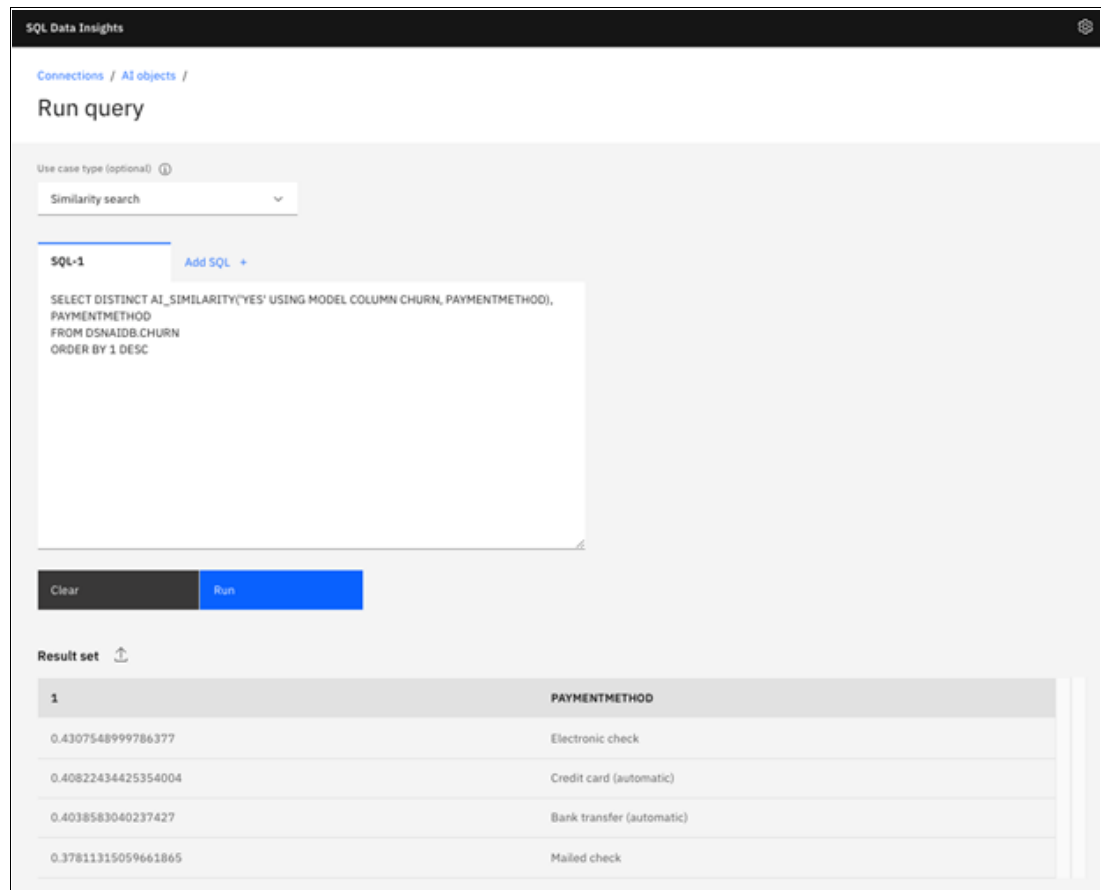 SQL Data Insights
Connections / AI objects /
Run query
Use case type (optional)
Similarity search
SQL-1
Add SQL +
SELECT DISTINCT AI_SIMILARITY('YES' USING MODEL COLUMN CHURN, PAYMENTMETHOD),
PAYMENTMETHOD
FROM DSNAIDB.CHURN
ORDER BY 1 DESC
Clear Run
Result set
1 PAYMENTMETHOD
0.4307548999786377 Electronic check
0.40822434425354004 Credit card (automatic)
0.4038583040237427 Bank transfer (automatic)
0.37811315059661865 Mailed check